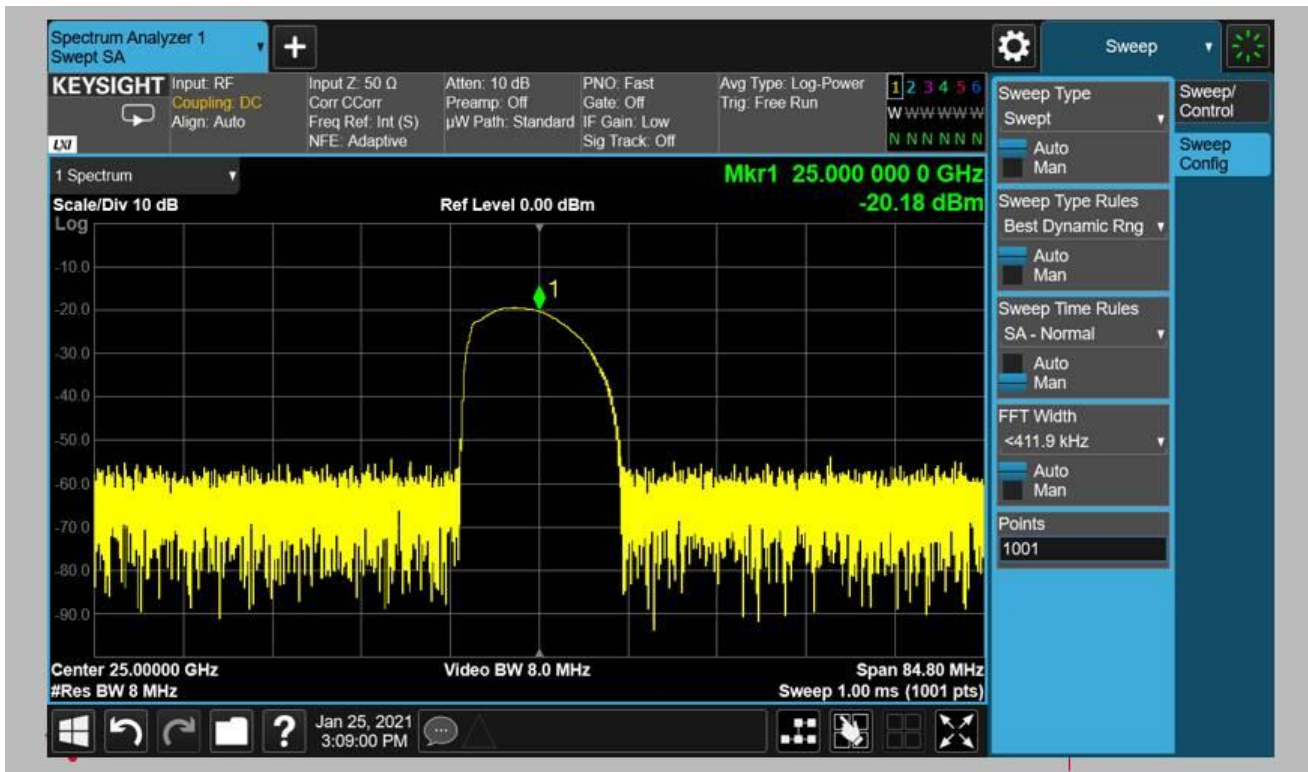 Spectrum Analyzer 1
Swept SA
+
Sweep
KEYSIGHT
LXI
Input: RF
Coupling: DC
Align: Auto
Input Z: 50 Ω
Corr CCorr
Freq Ref: Int (S)
NFE: Adaptive
Atten: 10 dB
Preamp: Off
µW Path: Standard
PNO: Fast
Gate: Off
IF Gain: Low
Sig Track: Off
Avg Type: Log-Power
Trig: Free Run
1 2 3 4 5 6
W W W W W W
N N N N N N
1 Spectrum
Mkr1 25.000 000 0 GHz
-20.18 dBm
Scale/Div 10 dB
Ref Level 0.00 dBm
Log
1
-10.0
-20.0
-30.0
-40.0
-50.0
-60.0
-70.0
-80.0
-90.0
Center 25.00000 GHz
#Res BW 8 MHz
Video BW 8.0 MHz
Span 84.80 MHz
Sweep 1.00 ms (1001 pts)
Sweep Type
Swept
Auto
Man
Sweep Type Rules
Best Dynamic Rng
Auto
Man
Sweep Time Rules
SA - Normal
Auto
Man
FFT Width
<411.9 kHz
Auto
Man
Points
1001
Sweep/
Control
Sweep
Config
?
Jan 25, 2021
3:09:00 PM